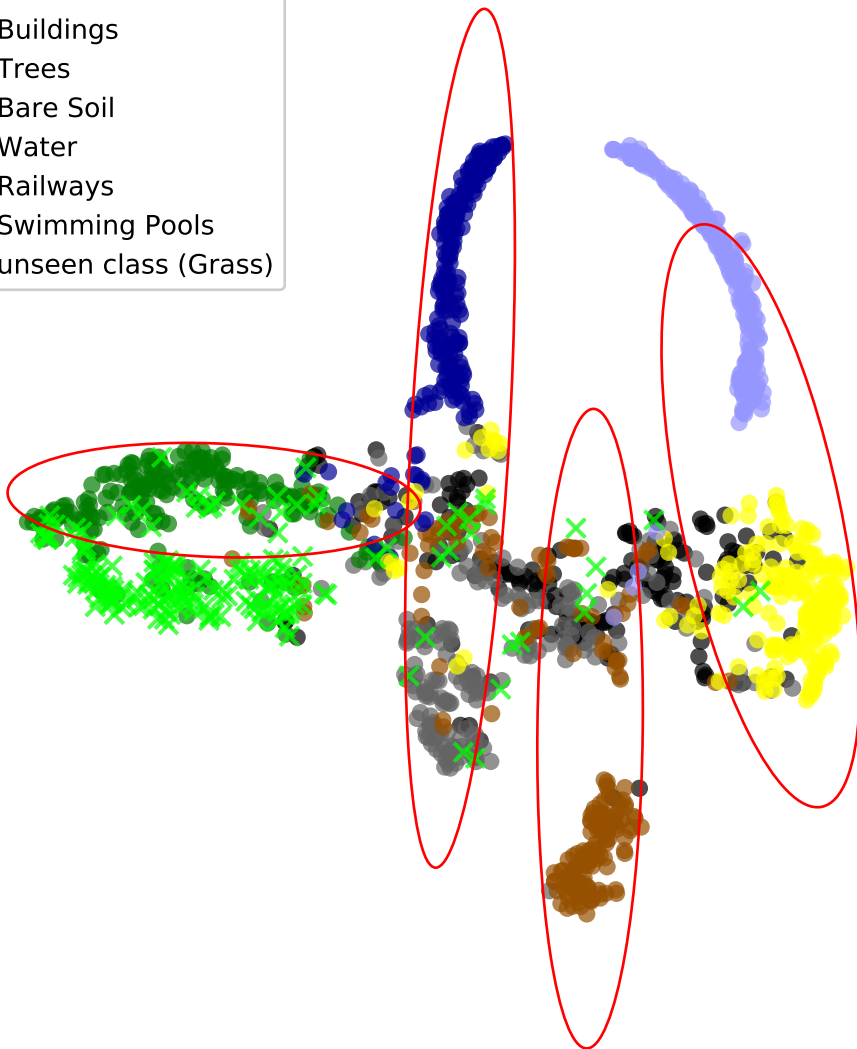 Buildings
Trees
Bare Soil
Water
Railways
Swimming Pools
unseen class (Grass)